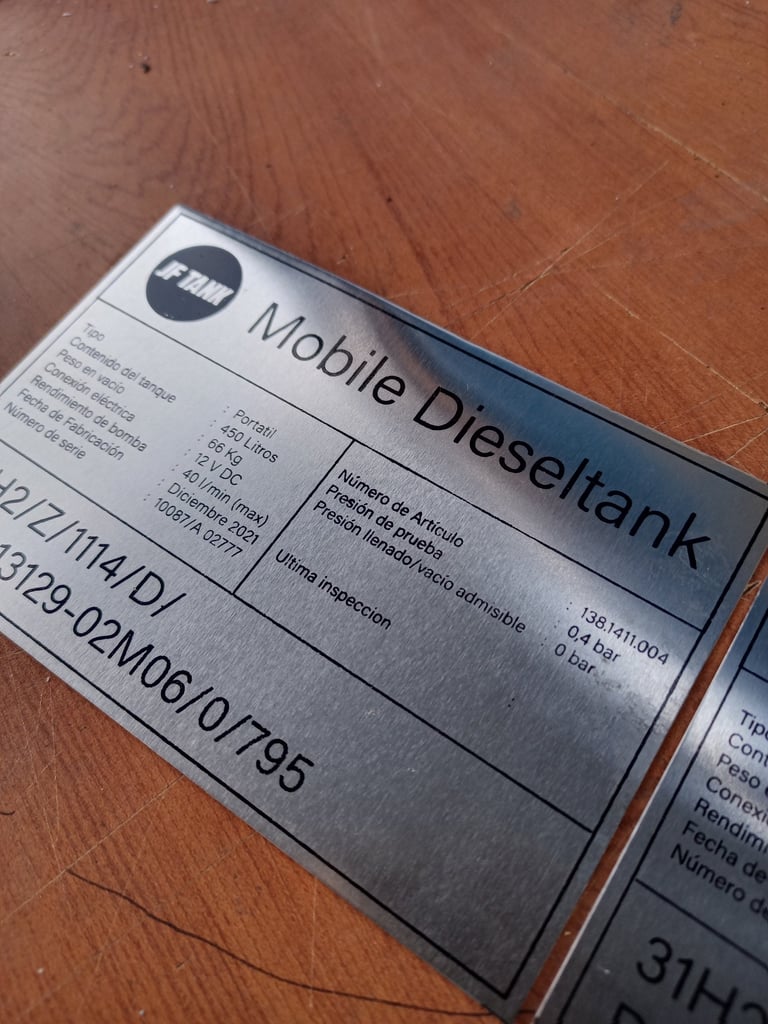 JF TANK
Mobile Dieseltank
Tipo : Portatil
Contenido del tanque : 450 Litros
Peso en vacio : 66 Kg
Conexión eléctrica : 12 V DC
Rendimiento de bomba : 40 l/min (max)
Fecha de Fabricación : Diciembre 2021
Número de serie : 10087/A 02777
Número de Artículo : 138.1411.004
Presión de prueba : 0,4 bar
Presión llenado/vacio admisible : 0 bar
Ultima inspeccion :
H2/Z/1114/D/
13129-02M06/0/795
Tipo
Cont
Peso
Conexi
Rendimi
Fecha de
Número de
31H2